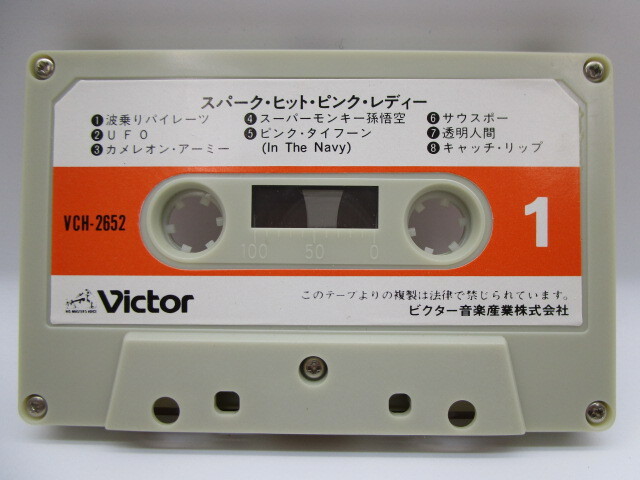 スパーク・ヒット・ピンク・レディー
❶波乗りパイレーツ
❷UFO
❸カメレオン・アーミー
❹スーパーモンキー孫悟空
❺ピンク・タイフーン
(In The Navy)
❻サウスポー
❼透明人間
❽キャッチ・リップ
VCH-2652
1
100 50 0
Victor
"HIS MASTER'S VOICE"
このテープよりの複製は法律で禁じられています。
ビクター音楽産業株式会社